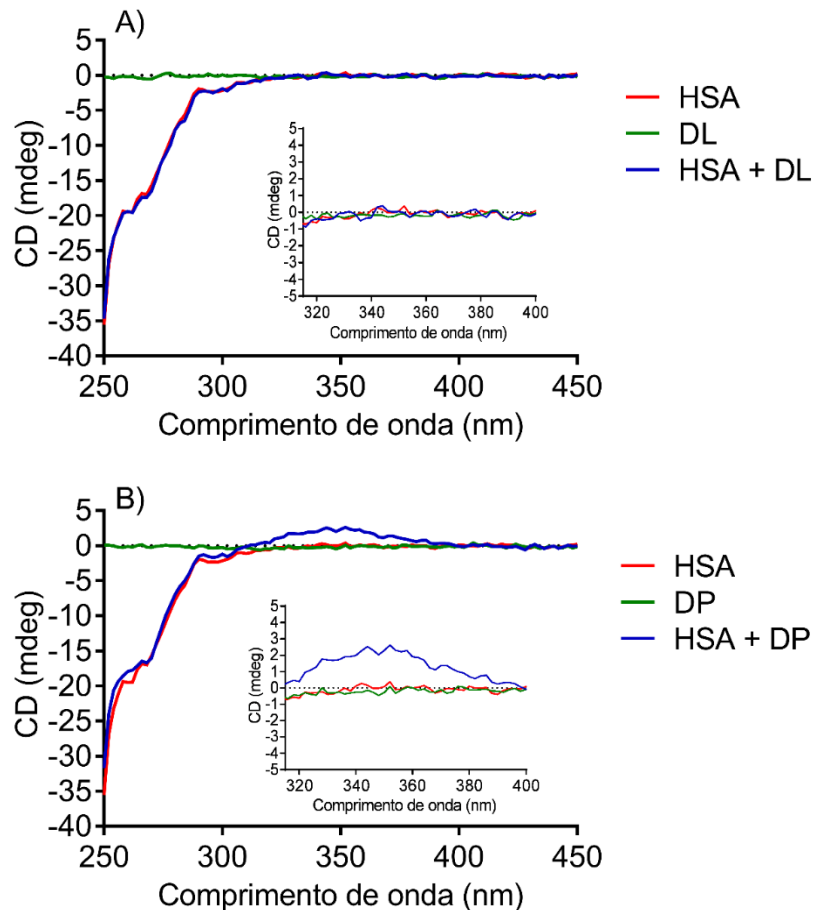 A)
5
0
-5
-10
-15
-20
-25
-30
-35
-40
CD (mdeg)
250 300 350 400 450
Comprimento de onda (nm)
5
4
3
2
1
0
-1
-2
-3
-4
-5
CD (mdeg)
320 340 360 380 400
Comprimento de onda (nm)
HSA
DL
HSA + DL
B)
5
0
-5
-10
-15
-20
-25
-30
-35
-40
CD (mdeg)
250 300 350 400 450
Comprimento de onda (nm)
5
4
3
2
1
0
-1
-2
-3
-4
-5
CD (mdeg)
320 340 360 380 400
Comprimento de onda (nm)
HSA
DP
HSA + DP